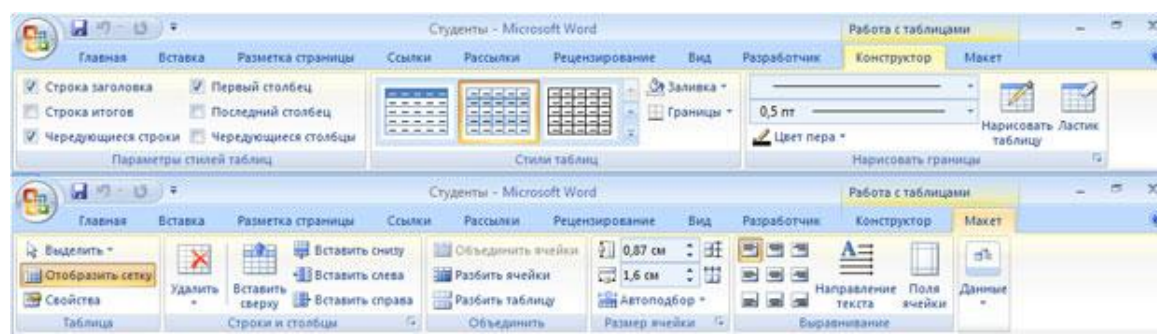 Студенты - Microsoft Word Работа с таблицами
Главная Вставка Разметка страницы Ссылки Рассылки Рецензирование Вид Разработчик Конструктор Макет
Строка заголовка Первый столбец Заливка
Строка итогов Последний столбец Границы 0,5 пт
Чередующиеся строки Чередующиеся столбцы Цвет пера Нарисовать таблицу Ластик
Параметры стилей таблиц Стили таблиц Нарисовать границы
Студенты - Microsoft Word Работа с таблицами
Главная Вставка Разметка страницы Ссылки Рассылки Рецензирование Вид Разработчик Конструктор Макет
Выделить Вставить снизу Объединить ячейки 0,87 см
Отобразить сетку Удалить Вставить сверху Вставить слева Разбить ячейки 1,6 см Направление текста Поля ячейки Данные
Свойства Вставить справа Разбить таблицу Автоподбор
Таблица Строки и столбцы Объединить Размер ячейки Выравнивание